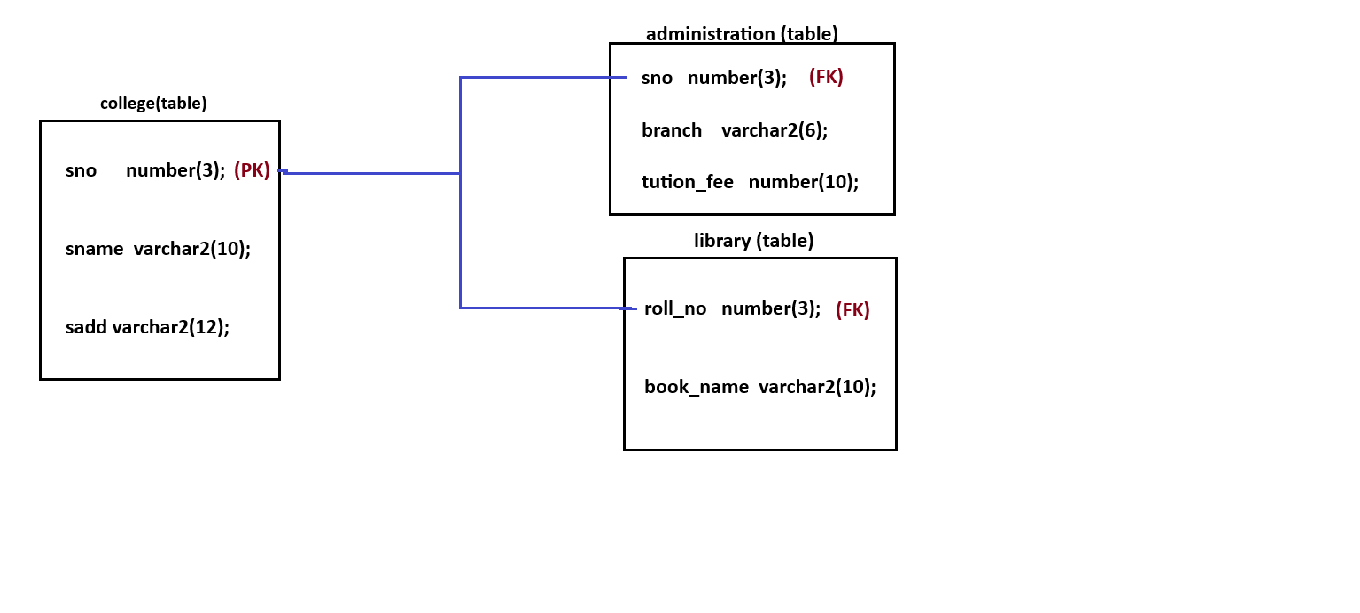 college(table)
sno number(3); (PK)
sname varchar2(10);
sadd varchar2(12);
administration (table)
sno number(3); (FK)
branch varchar2(6);
tution_fee number(10);
library (table)
roll_no number(3); (FK)
book_name varchar2(10);